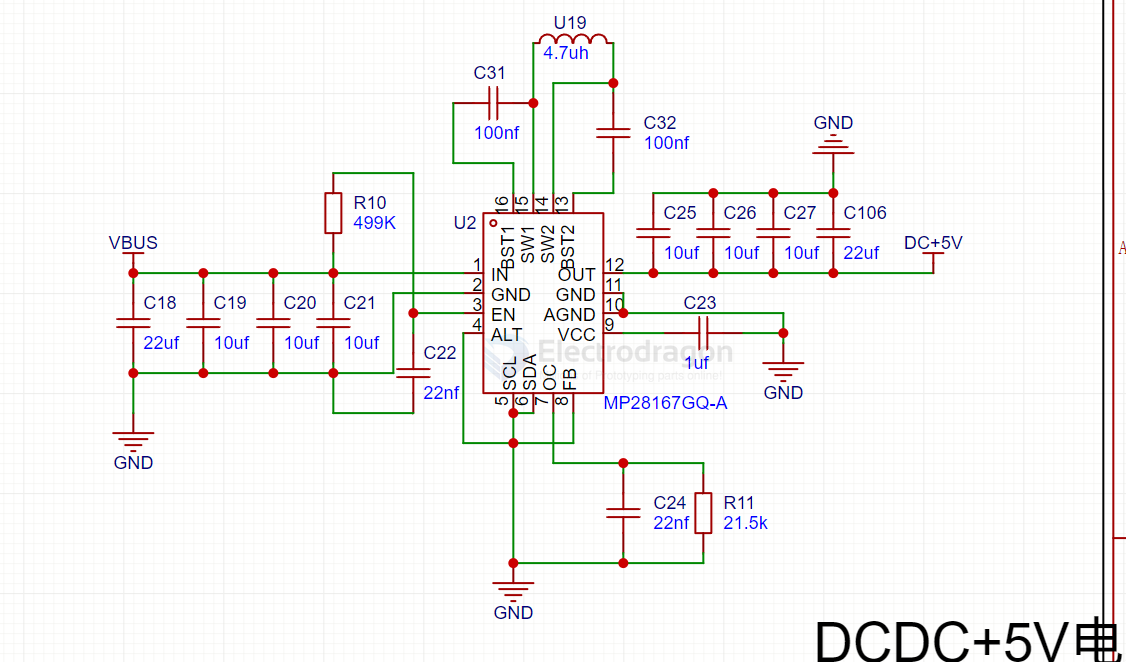 U19
4.7uh
C31
100nf
C32
100nf
GND
R10
499K
U2
16
15
14
13
BST1
SW1
SW2
BST2
C25
10uf
C26
10uf
C27
10uf
C106
22uf
VBUS
DC+5V
A
1
IN
OUT
12
2
GND
GND
11
3
EN
AGND
10
4
ALT
VCC
9
C18
22uf
C19
10uf
C20
10uf
C21
10uf
C22
22nf
C23
1uf
GND
Electrodragon
of Prototyping parts brand!
SCL
SDA
OC
FB
5
6
7
8
MP28167GQ-A
GND
C24
22nf
R11
21.5k
GND
DCDC+5V电